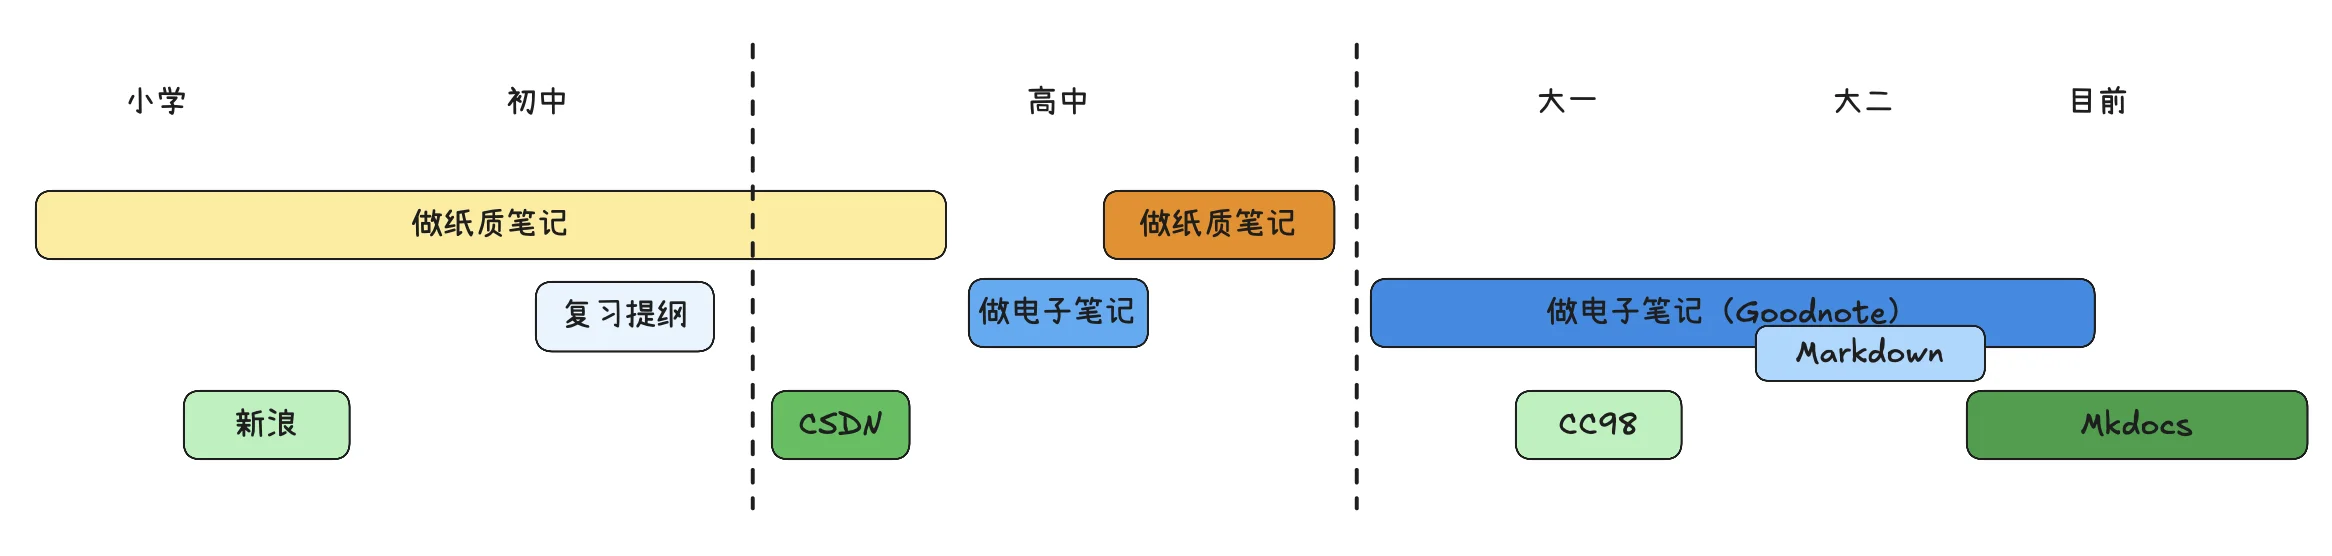 小学
初中
高中
大一
大二
目前
做纸质笔记
做纸质笔记
复习提纲
做电子笔记
做电子笔记（Goodnote）
Markdown
新浪
CSDN
CC98
Mkdocs